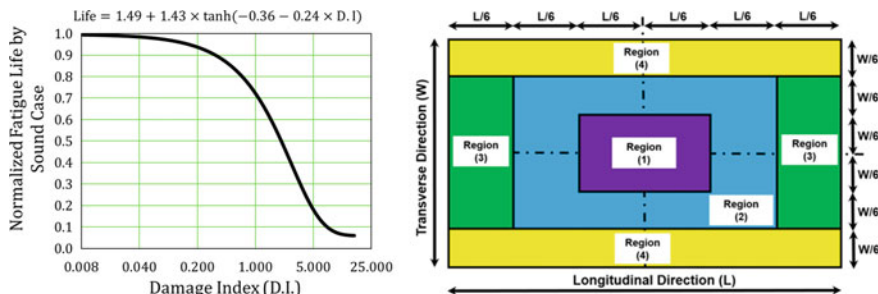 Life = 1.49 + 1.43 × tanh(−0.36 − 0.24 × D.I)
Normalized Fatigue Life by
Sound Case
1.0
0.9
0.8
0.7
0.6
0.5
0.4
0.3
0.2
0.1
0.0
0.008 0.040 0.200 1.000 5.000 25.000
Damage Index (D.I.)
L/6 L/6 L/6 L/6 L/6 L/6
Transverse Direction (W)
Region
(4)
Region
(3)
Region
(1)
Region
(3)
Region
(2)
Region
(4)
W/6
W/6
W/6
W/6
W/6
W/6
Longitudinal Direction (L)